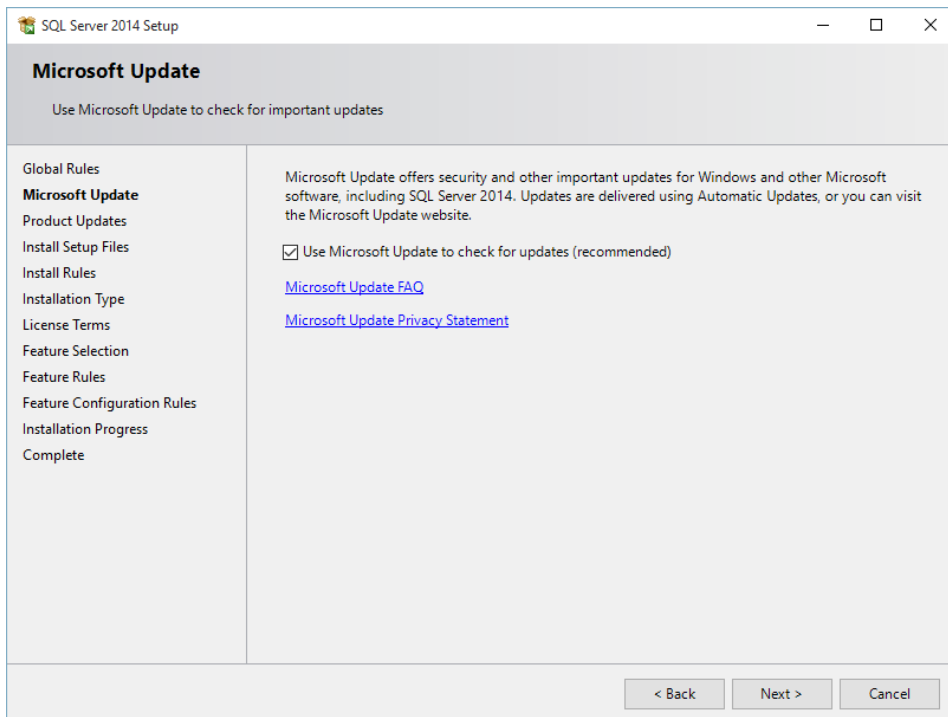 SQL Server 2014 Setup
Microsoft Update
Use Microsoft Update to check for important updates
Global Rules
Microsoft Update
Product Updates
Install Setup Files
Install Rules
Installation Type
License Terms
Feature Selection
Feature Rules
Feature Configuration Rules
Installation Progress
Complete
Microsoft Update offers security and other important updates for Windows and other Microsoft
software, including SQL Server 2014. Updates are delivered using Automatic Updates, or you can visit
the Microsoft Update website.
Use Microsoft Update to check for updates (recommended)
Microsoft Update FAQ
Microsoft Update Privacy Statement
< Back
Next >
Cancel